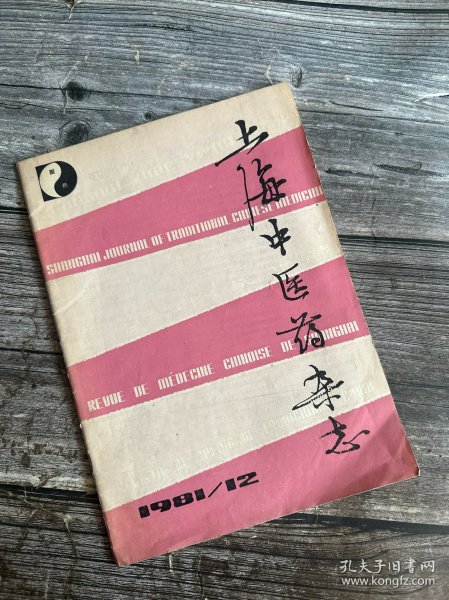 上海中医药杂志
SHANGHAI JOURNAL OF TRADITIONAL CHINESE MEDICINE
REVUE DE MÉDECINE CHINOISE DE SHANGHAI
1981/12
孔夫子旧书网
www.kongfz.com